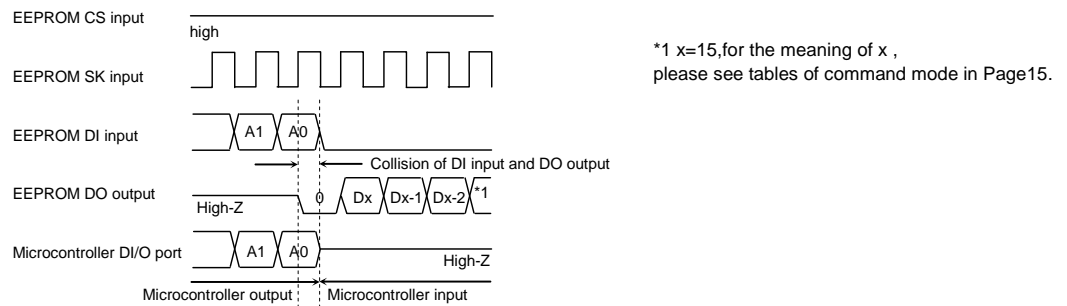 EEPROM CS input
high
*1 x=15,for the meaning of x ,
please see tables of command mode in Page15.
EEPROM SK input
EEPROM DI input
A1 A0
Collision of DI input and DO output
EEPROM DO output
High-Z
0 Dx Dx-1 Dx-2 *1
Microcontroller DI/O port
A1 A0
High-Z
Microcontroller output Microcontroller input